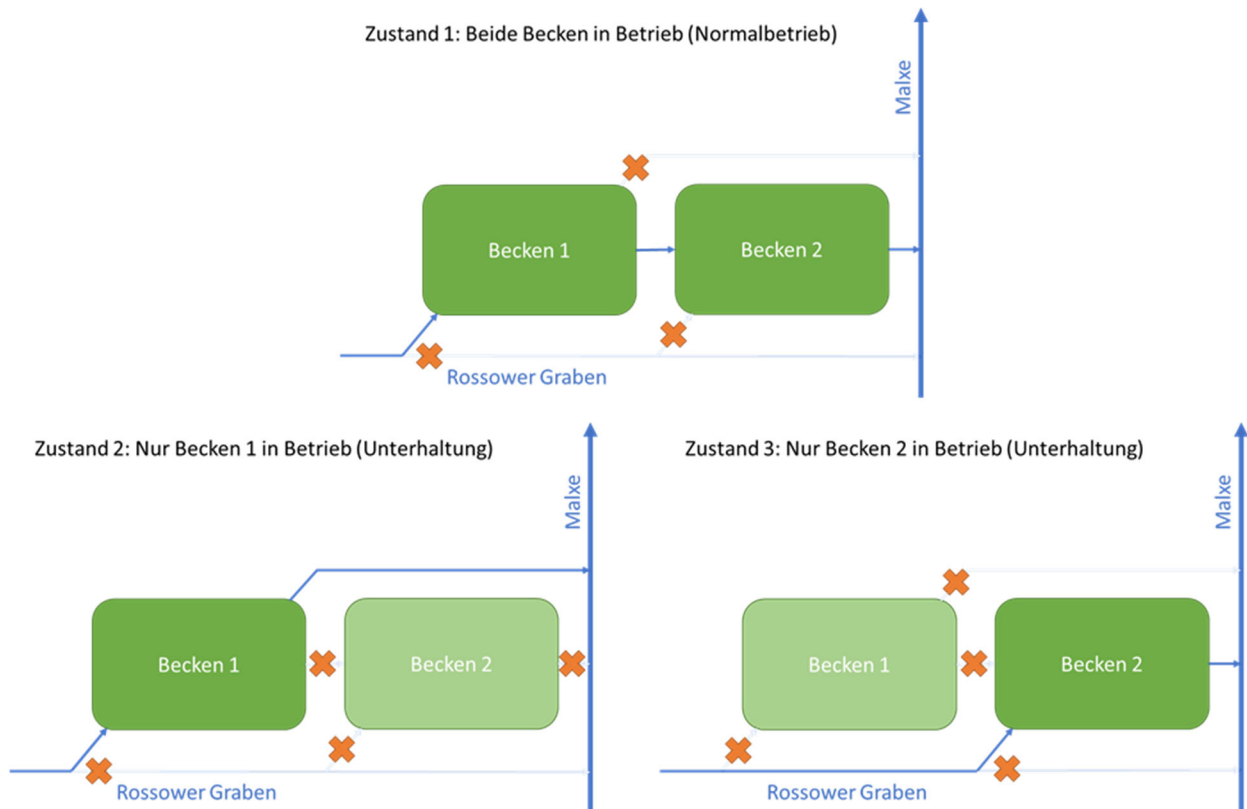 Zustand 1: Beide Becken in Betrieb (Normalbetrieb)
Malxe
Becken 1
Becken 2
Rossower Graben
Zustand 2: Nur Becken 1 in Betrieb (Unterhaltung)
Malxe
Becken 1
Becken 2
Rossower Graben
Zustand 3: Nur Becken 2 in Betrieb (Unterhaltung)
Malxe
Becken 1
Becken 2
Rossower Graben